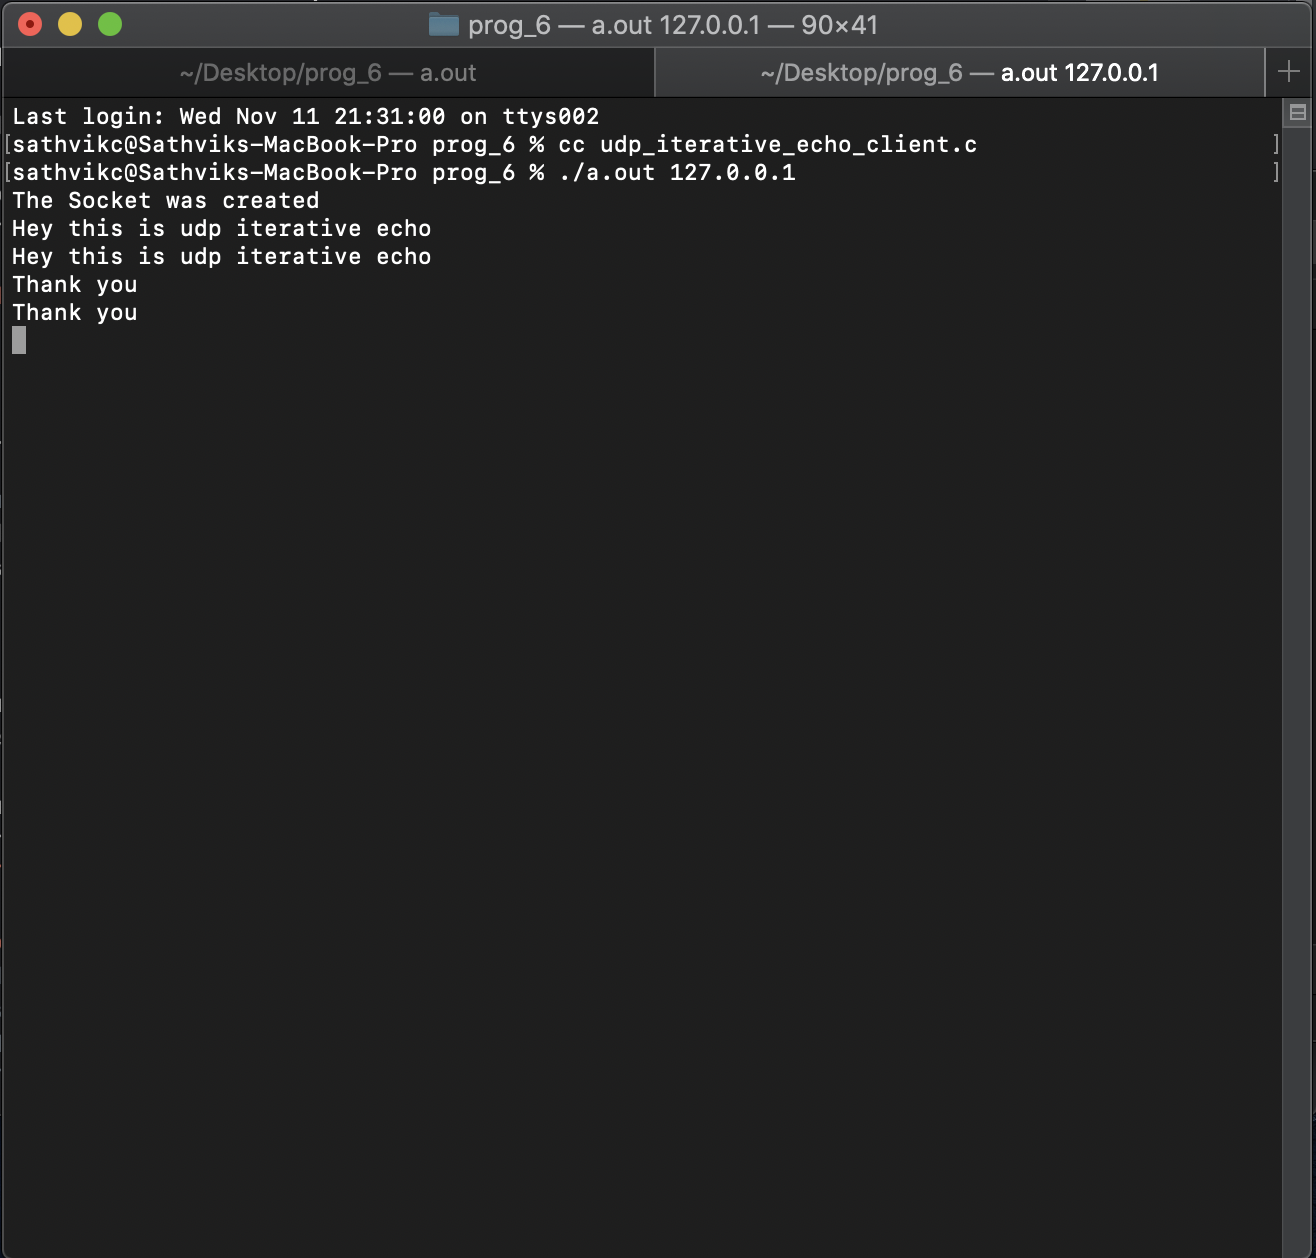 prog_6 — a.out 127.0.0.1 — 90×41
~/Desktop/prog_6 — a.out
~/Desktop/prog_6 — a.out 127.0.0.1
Last login: Wed Nov 11 21:31:00 on ttys002
[sathvikc@Sathviks-MacBook-Pro prog_6 % cc udp_iterative_echo_client.c ]
[sathvikc@Sathviks-MacBook-Pro prog_6 % ./a.out 127.0.0.1 ]
The Socket was created
Hey this is udp iterative echo
Hey this is udp iterative echo
Thank you
Thank you